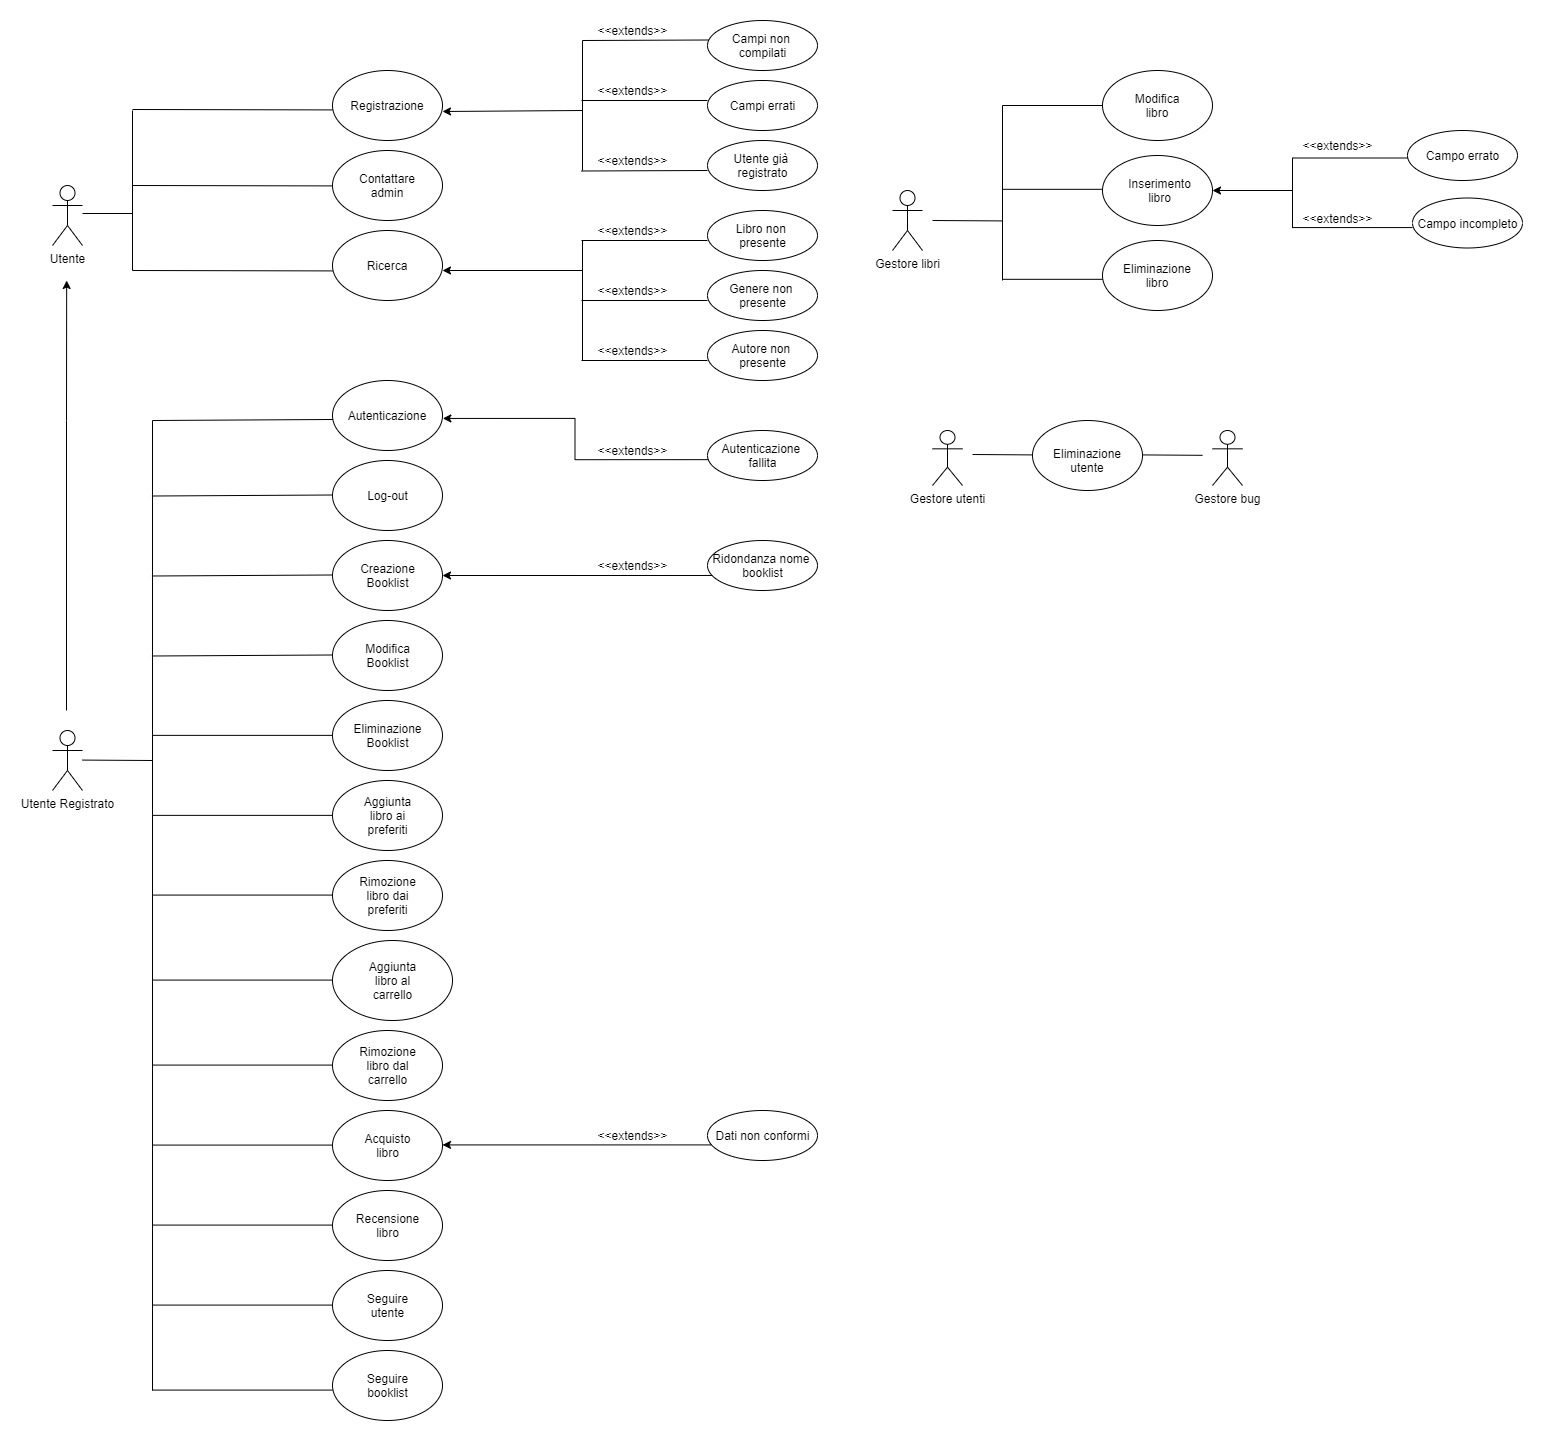 <<extends>>
Campi non
compilati
Registrazione
<<extends>>
Campi errati
<<extends>>
Utente già
registrato
Contattare
admin
Utente
Ricerca
<<extends>>
Libro non
presente
<<extends>>
Genere non
presente
<<extends>>
Autore non
presente
Modifica
libro
Inserimento
libro
<<extends>>
Campo errato
<<extends>>
Campo incompleto
Gestore libri
Eliminazione
libro
Autenticazione
<<extends>>
Autenticazione
fallita
Gestore utenti
Eliminazione
utente
Gestore bug
Log-out
Creazione
Booklist
<<extends>>
Ridondanza nome
booklist
Modifica
Booklist
Eliminazione
Booklist
Utente Registrato
Aggiunta
libro ai
preferiti
Rimozione
libro dai
preferiti
Aggiunta
libro al
carrello
Rimozione
libro dal
carrello
Acquisto
libro
<<extends>>
Dati non conformi
Recensione
libro
Seguire
utente
Seguire
booklist